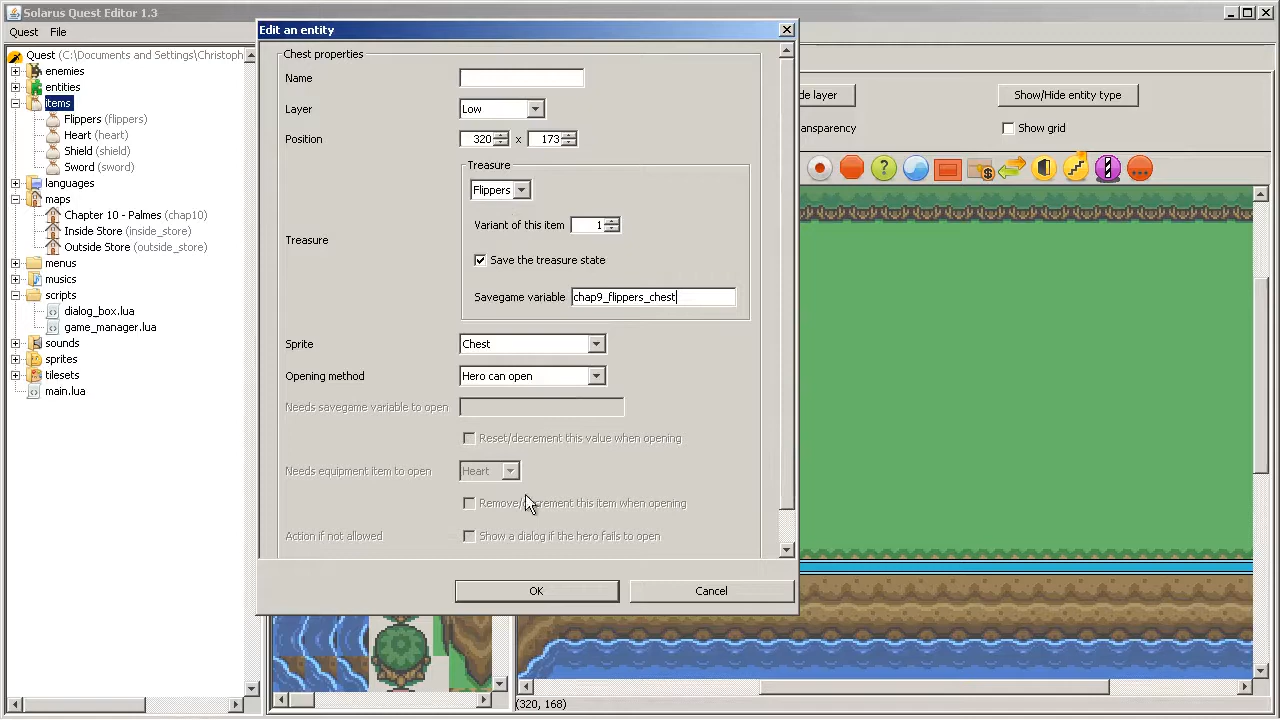 Solarus Quest Editor 1.3
Quest File
Quest (C:\Documents and Settings\Christoph
enemies
entities
items
Flippers (flippers)
Heart (heart)
Shield (shield)
Sword (sword)
languages
maps
Chapter 10 - Palmes (chap10)
Inside Store (inside_store)
Outside Store (outside_store)
menus
musics
scripts
dialog_box.lua
game_manager.lua
sounds
sprites
tilesets
main.lua
Edit an entity
Chest properties
Name
Layer Low
Position 320 x 173
Treasure
Flippers
Variant of this item 1
Treasure
Save the treasure state
Savegame variable chap9_flippers_chest
Sprite Chest
Opening method Hero can open
Needs savegame variable to open
Reset/decrement this value when opening
Needs equipment item to open Heart
Remove/decrement this item when opening
Action if not allowed Show a dialog if the hero fails to open
OK Cancel
de layer Show/Hide entity type
nsparency Show grid
(320, 168)